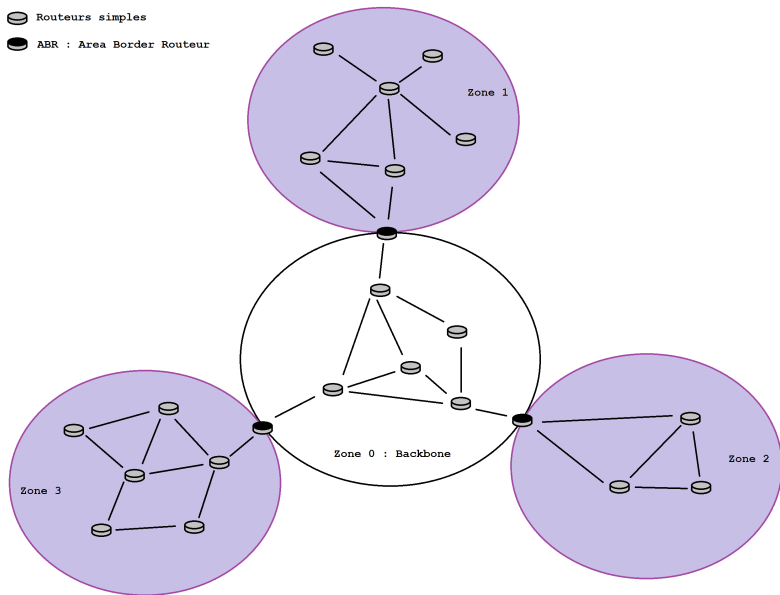 Routeurs simples
ABR : Area Border Routeur
Zone 1
Zone 0 : Backbone
Zone 2
Zone 3